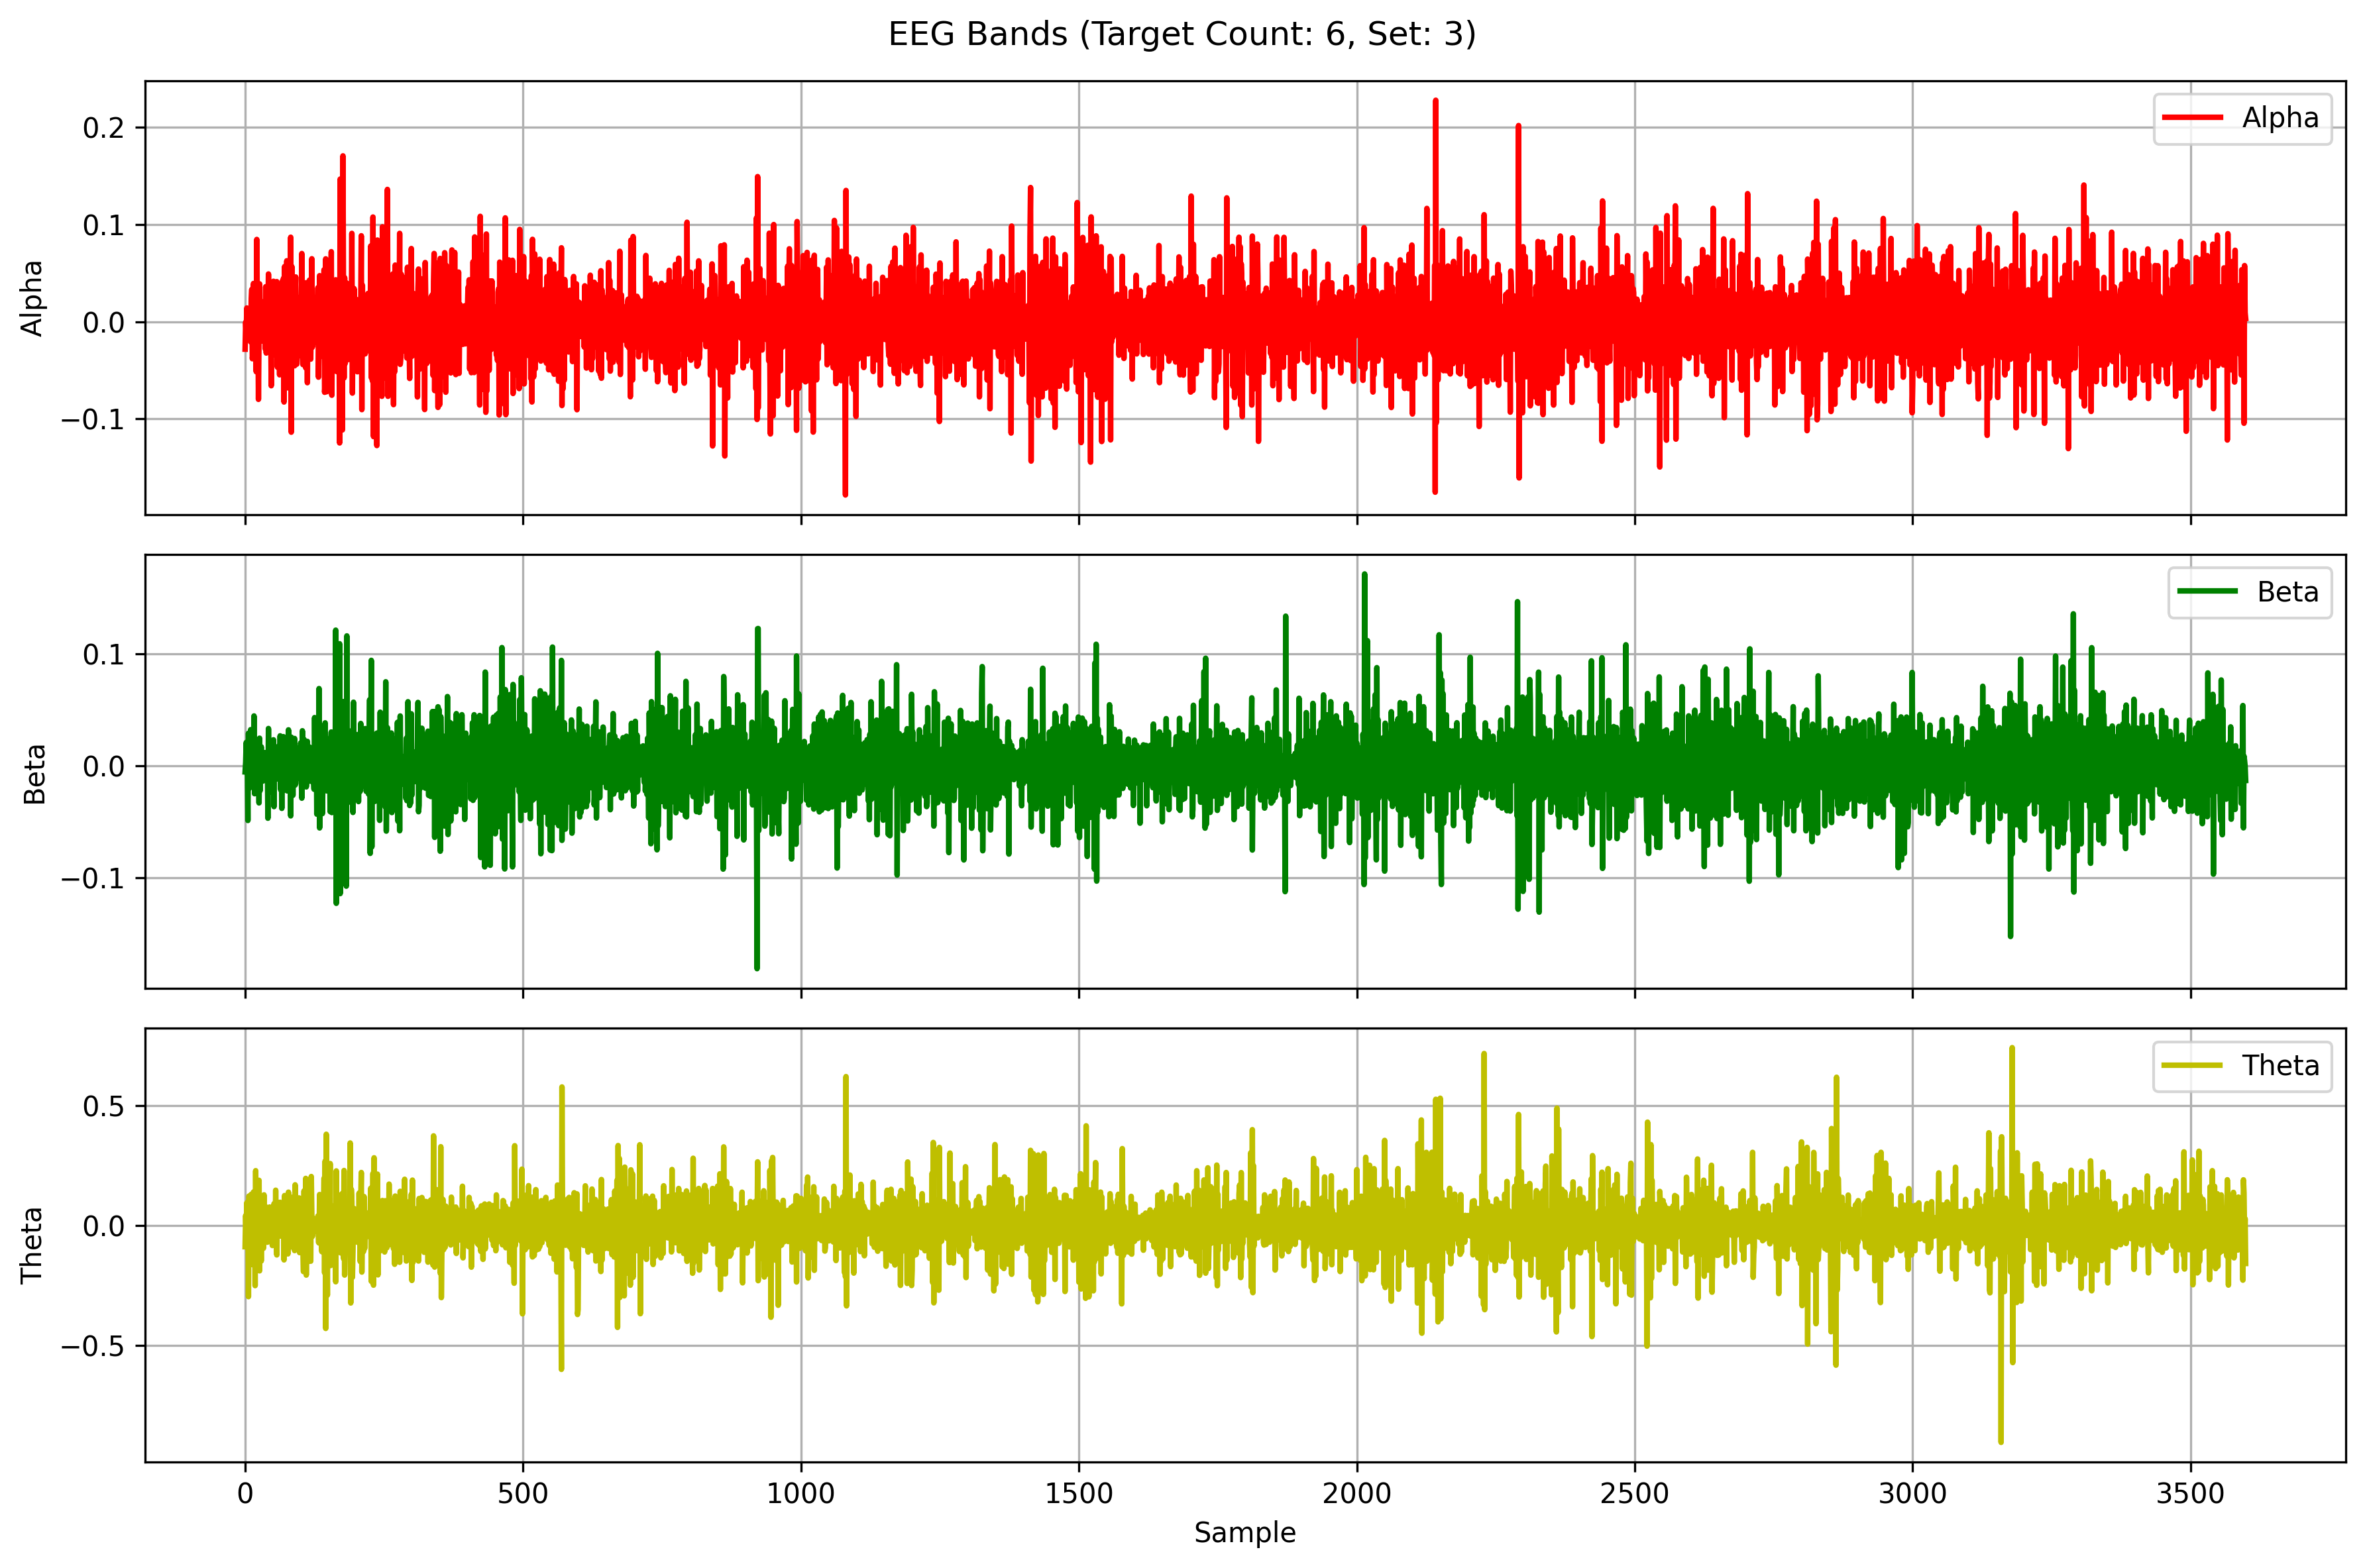 EEG Bands (Target Count: 6, Set: 3)
Alpha
0.2
0.1
0.0
−0.1
Alpha
Beta
0.1
0.0
−0.1
Beta
Theta
0.5
0.0
−0.5
Theta
0 500 1000 1500 2000 2500 3000 3500
Sample